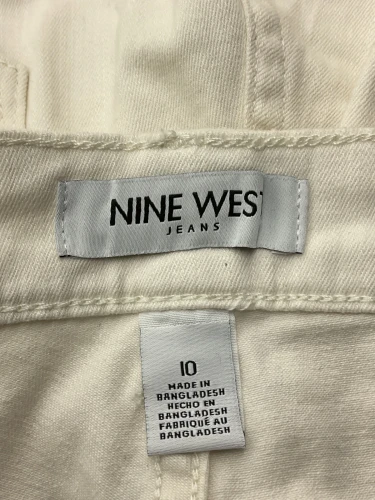 NINE WEST
JEANS
10
MADE IN
BANGLADESH
HECHO EN
BANGLADESH
FABRIQUÉ AU
BANGLADESH